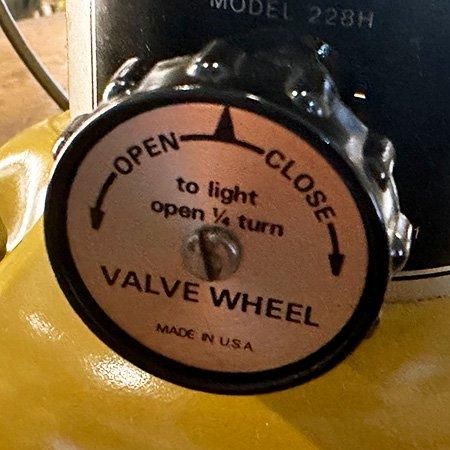 MODEL 228H
OPEN CLOSE
to light
open ¼ turn
VALVE WHEEL
MADE IN U.S.A